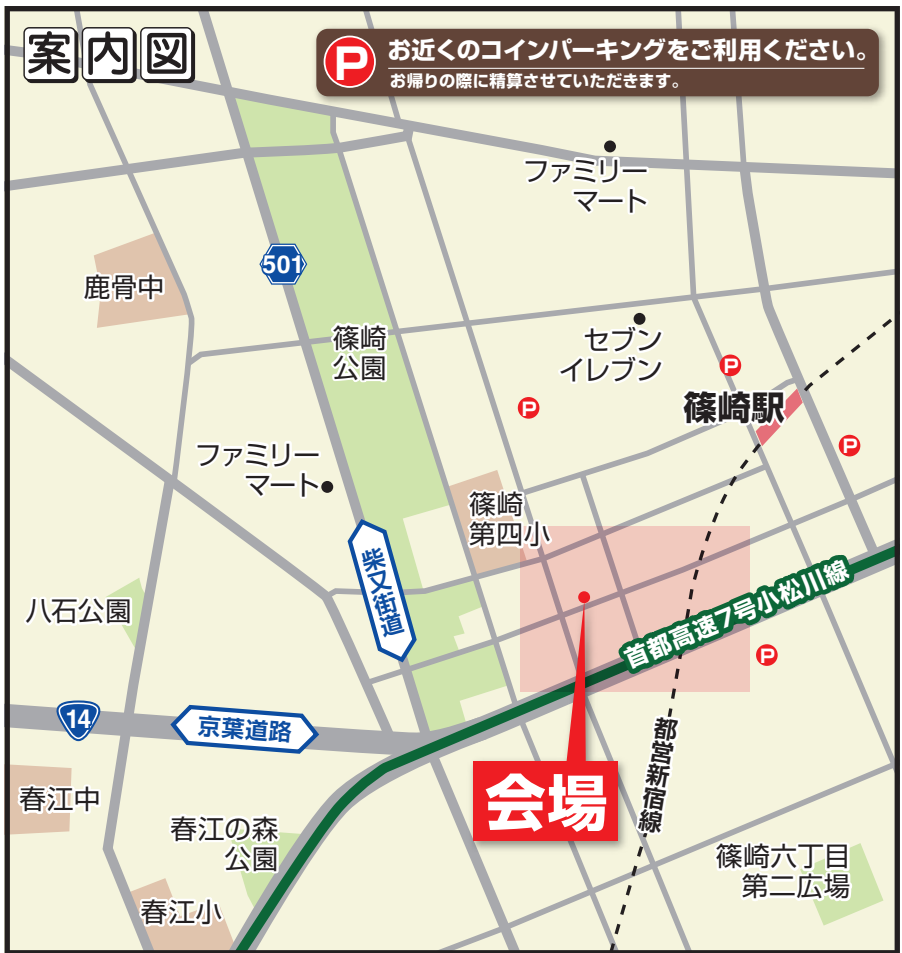 案内図
P
お近くのコインパーキングをご利用ください。
お帰りの際に精算させていただきます。
ファミリー
マート
501
鹿骨中
篠崎
公園
セブン
イレブン
P
篠崎駅
P
P
ファミリー
マート
篠崎
第四小
柴又街道
八石公園
首都高速7号小松川線
P
14
京葉道路
都営新宿線
会場
春江中
春江の森
公園
篠崎六丁目
第二広場
春江小